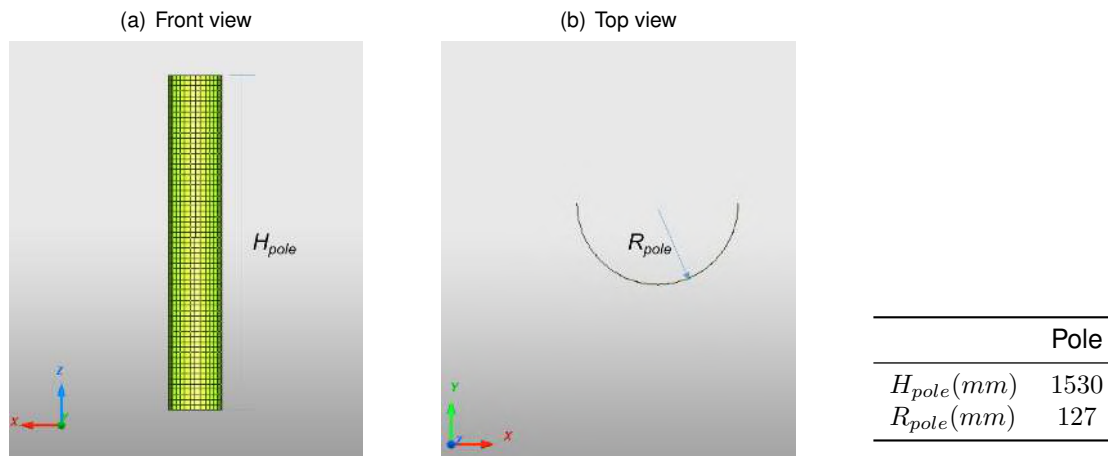 (a) Front view
(b) Top view
H_pole
R_pole
Z
X
Y
Y
Z
X
Pole
H_pole(mm) 1530
R_pole(mm) 127